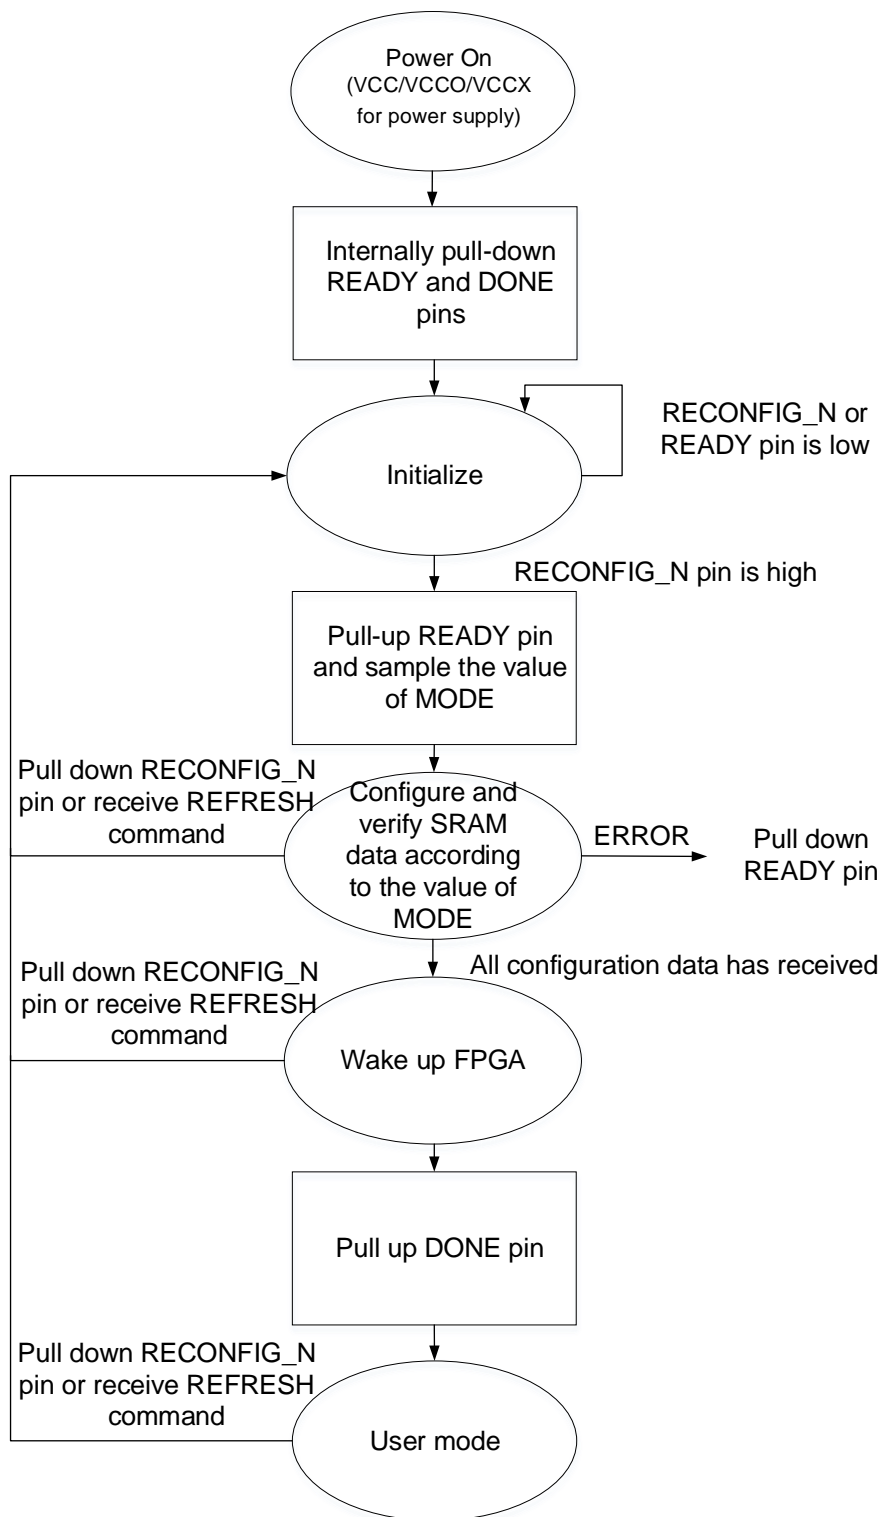 Power On
(VCC/VCCO/VCCX
for power supply)
Internally pull-down
READY and DONE
pins
RECONFIG_N or
READY pin is low
Initialize
RECONFIG_N pin is high
Pull-up READY pin
and sample the value
of MODE
Pull down RECONFIG_N
pin or receive REFRESH
command
Configure and
verify SRAM
data according
to the value of
MODE
ERROR
Pull down
READY pin
All configuration data has received
Pull down RECONFIG_N
pin or receive REFRESH
command
Wake up FPGA
Pull up DONE pin
Pull down RECONFIG_N
pin or receive REFRESH
command
User mode